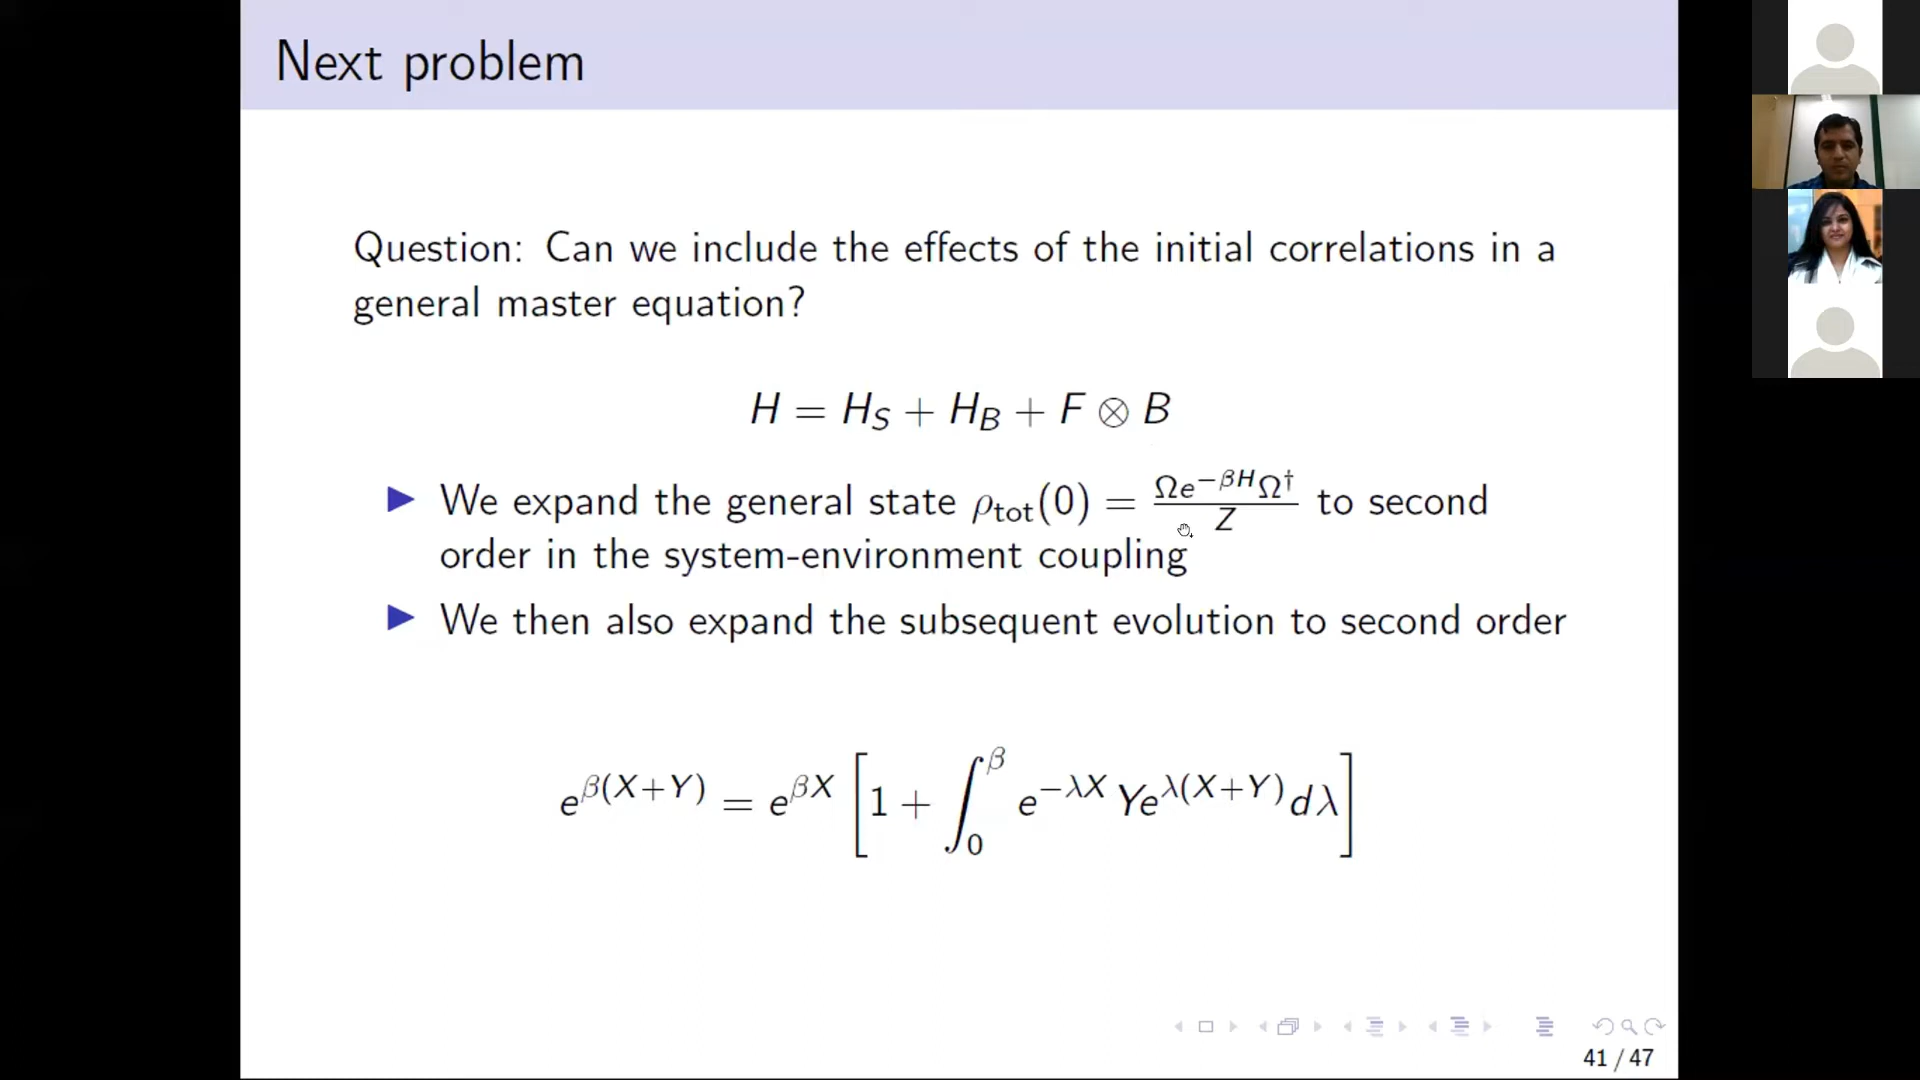 Next problem
Question: Can we include the effects of the initial correlations in a
general master equation?
H = H_S + H_B + F ⊗ B
▶ We expand the general state ρ_tot(0) = Ωe^{−βH}Ω^† / Z to second
order in the system-environment coupling
▶ We then also expand the subsequent evolution to second order
e^{β(X+Y)} = e^{βX} [1 + ∫_0^β e^{−λX} Y e^{λ(X+Y)} dλ]
41 / 47